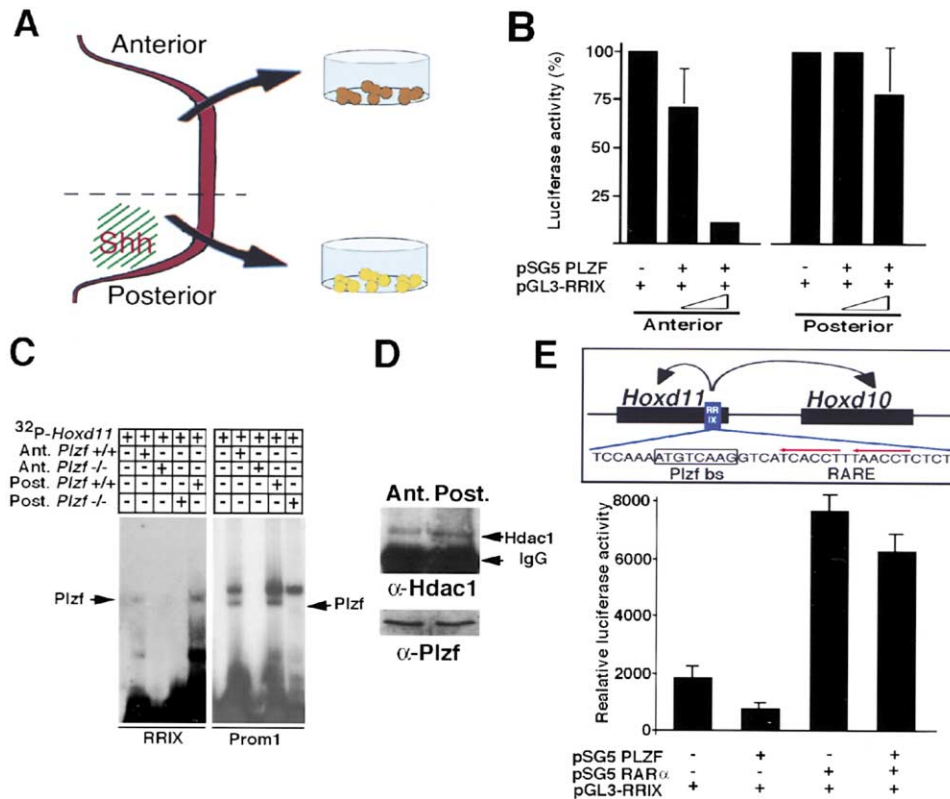 A
Anterior
Shh
Posterior
B
Luciferase activity (%)
100
75
50
25
pSG5 PLZF - + + - + +
pGL3-RRIX + + + + + +
Anterior Posterior
C
32P-Hoxd11 + + + + + + + + + +
Ant. Plzf +/+ - + - - - - + - - -
Ant. Plzf -/- - - + - - - - + - -
Post. Plzf +/+ - - - - + - - - + -
Post. Plzf -/- - - - + - - - - - +
Plzf
Plzf
RRIX Prom1
D
Ant. Post.
Hdac1
IgG
α-Hdac1
α-Plzf
E
Hoxd11 Hoxd10
RR
IX
TCCAAAATGTCAAGGTCATCACCTTTAACCTCTCT
Plzf bs RARE
Realative luciferase activity
8000
6000
4000
2000
0
pSG5 PLZF - + - +
pSG5 RARα - - + +
pGL3-RRIX + + + +